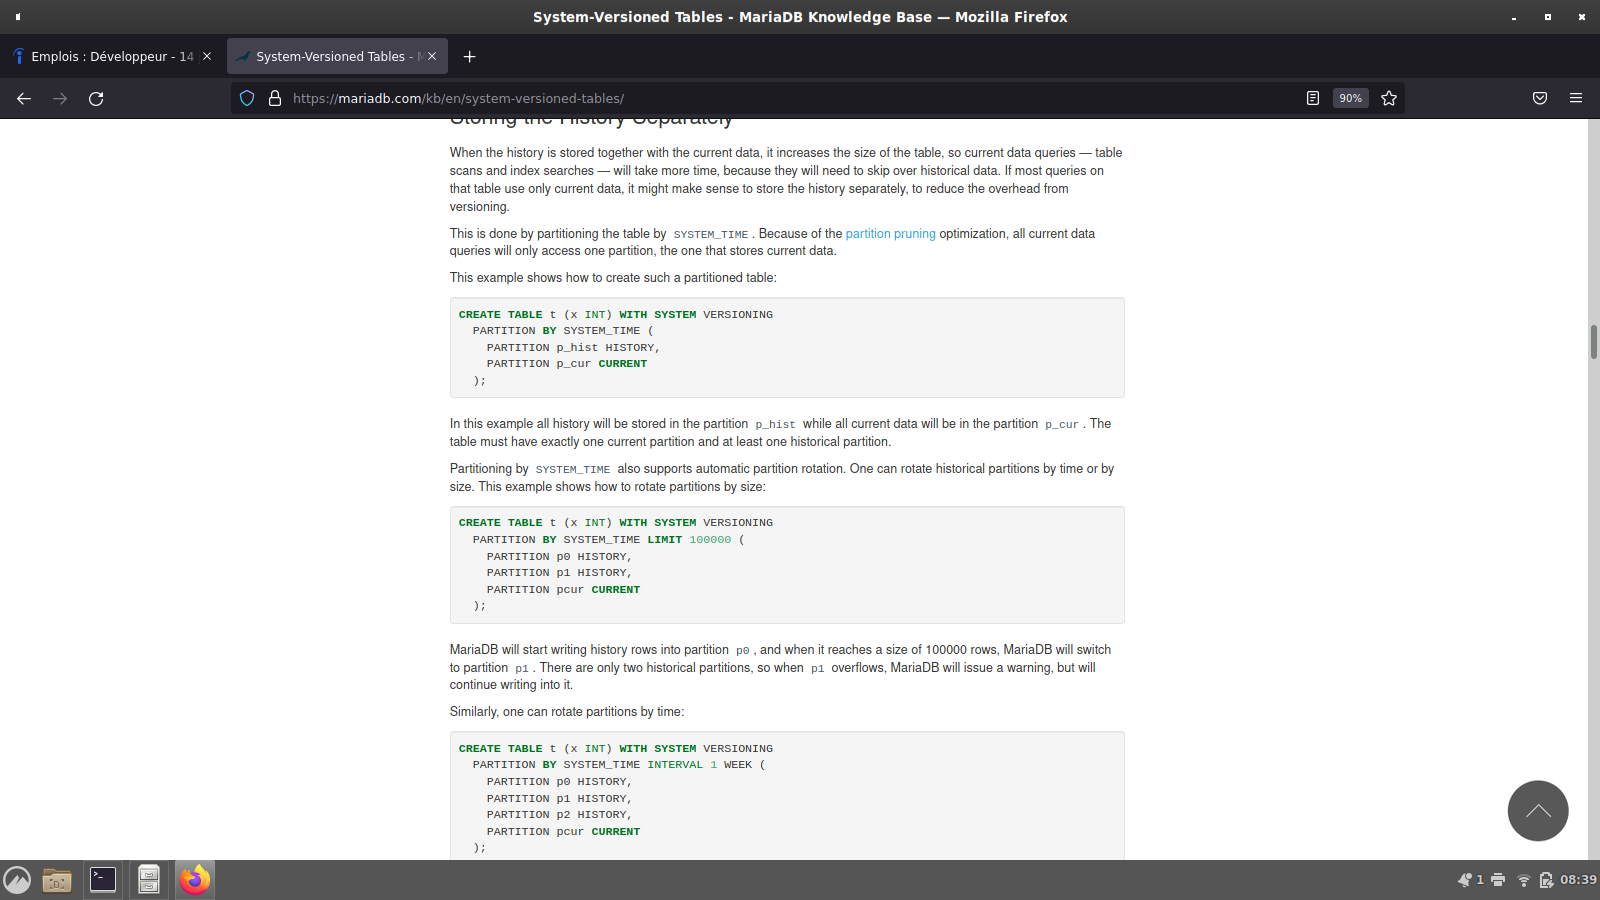 System-Versioned Tables - MariaDB Knowledge Base — Mozilla Firefox
Emplois : Développeur - 14
System-Versioned Tables - M
https://mariadb.com/kb/en/system-versioned-tables/
90%
Storing the History Separately
When the history is stored together with the current data, it increases the size of the table, so current data queries — table
scans and index searches — will take more time, because they will need to skip over historical data. If most queries on
that table use only current data, it might make sense to store the history separately, to reduce the overhead from
versioning.
This is done by partitioning the table by SYSTEM_TIME. Because of the partition pruning optimization, all current data
queries will only access one partition, the one that stores current data.
This example shows how to create such a partitioned table:
CREATE TABLE t (x INT) WITH SYSTEM VERSIONING
PARTITION BY SYSTEM_TIME (
PARTITION p_hist HISTORY,
PARTITION p_cur CURRENT
);
In this example all history will be stored in the partition p_hist while all current data will be in the partition p_cur. The
table must have exactly one current partition and at least one historical partition.
Partitioning by SYSTEM_TIME also supports automatic partition rotation. One can rotate historical partitions by time or by
size. This example shows how to rotate partitions by size:
CREATE TABLE t (x INT) WITH SYSTEM VERSIONING
PARTITION BY SYSTEM_TIME LIMIT 100000 (
PARTITION p0 HISTORY,
PARTITION p1 HISTORY,
PARTITION pcur CURRENT
);
MariaDB will start writing history rows into partition p0, and when it reaches a size of 100000 rows, MariaDB will switch
to partition p1. There are only two historical partitions, so when p1 overflows, MariaDB will issue a warning, but will
continue writing into it.
Similarly, one can rotate partitions by time:
CREATE TABLE t (x INT) WITH SYSTEM VERSIONING
PARTITION BY SYSTEM_TIME INTERVAL 1 WEEK (
PARTITION p0 HISTORY,
PARTITION p1 HISTORY,
PARTITION p2 HISTORY,
PARTITION pcur CURRENT
);
1
08:39